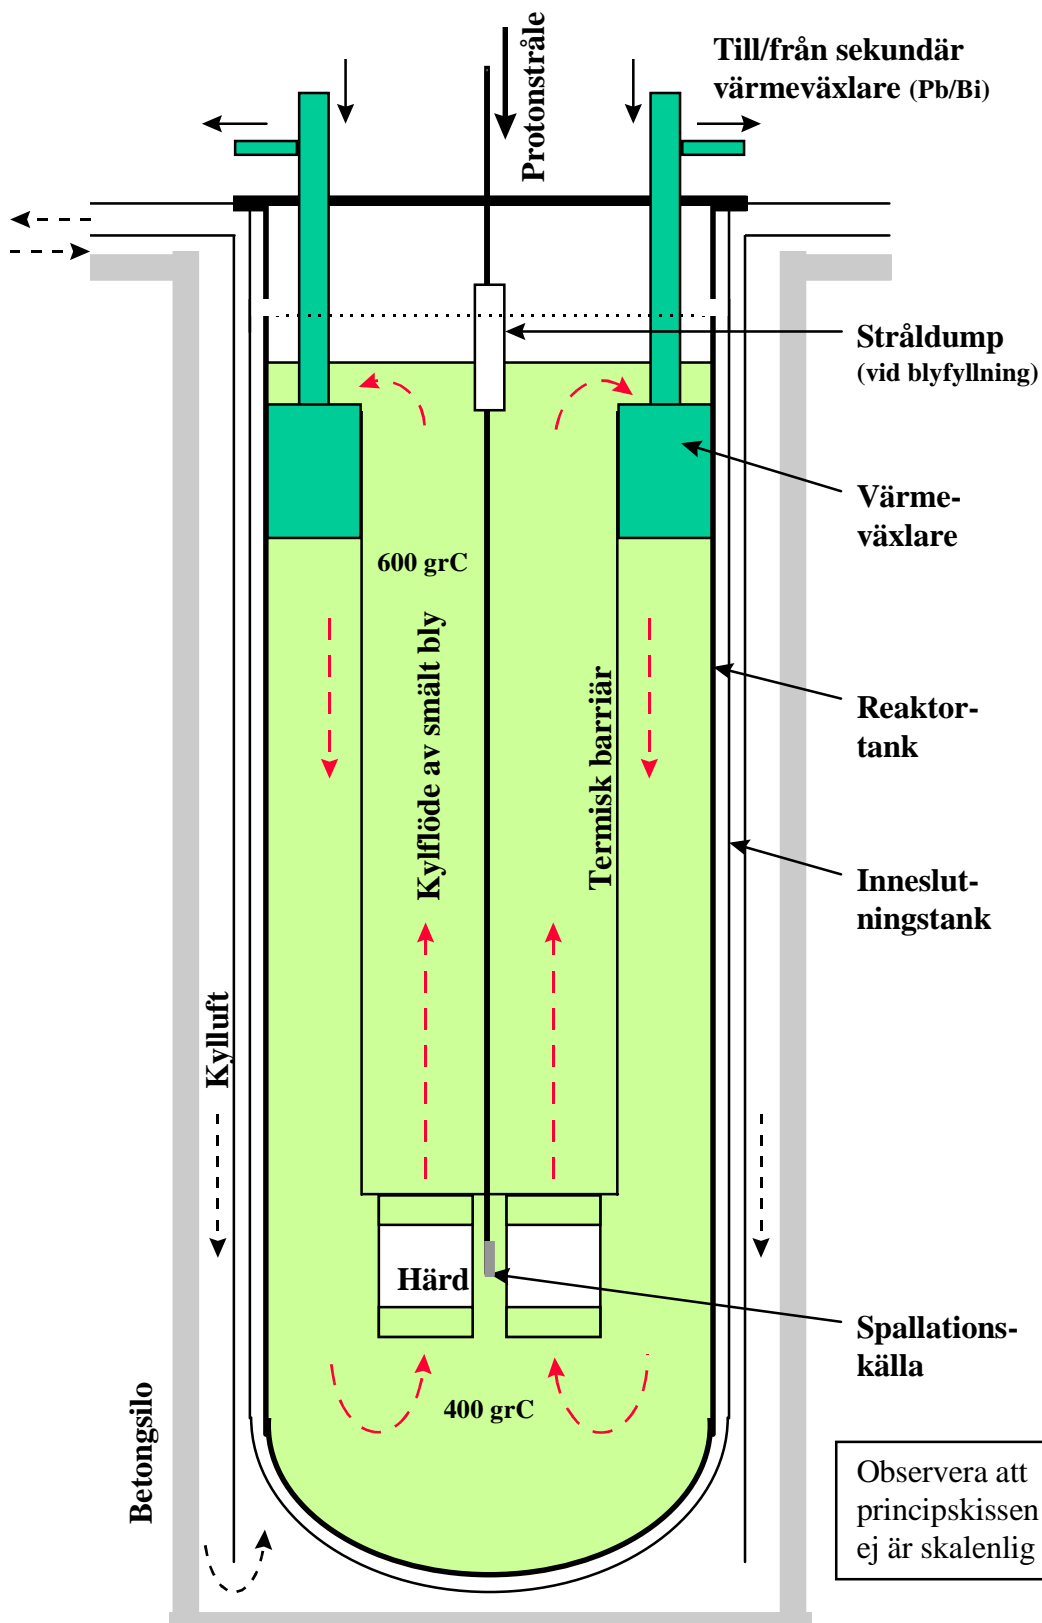 Till/från sekundär
värmeväxlare (Pb/Bi)
Protonstråle
Stråldump
(vid blyfyllning)
Värme-
växlare
600 grC
Kylflöde av smält bly
Termisk barriär
Reaktor-
tank
Inneslut-
ningstank
Kylluft
Härd
Spallations-
källa
400 grC
Betongsilo
Observera att
principskissen
ej är skalenlig